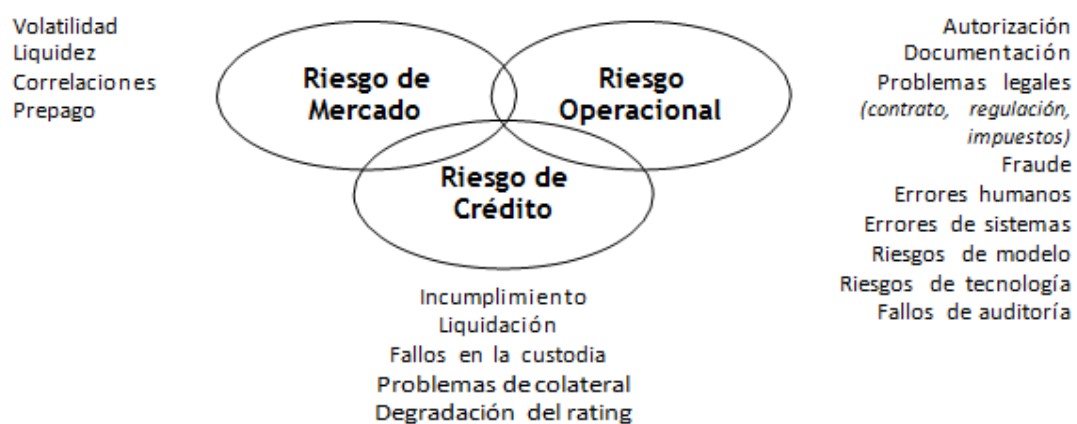 Volatilidad
Liquidez
Correlaciones
Prepago
Riesgo de
Mercado
Riesgo
Operacional
Riesgo de
Crédito
Autorización
Documentación
Problemas legales
(contrato, regulación,
impuestos)
Fraude
Errores humanos
Errores de sistemas
Riesgos de modelo
Riesgos de tecnología
Fallos de auditoría
Incumplimiento
Liquidación
Fallos en la custodia
Problemas de colateral
Degradación del rating